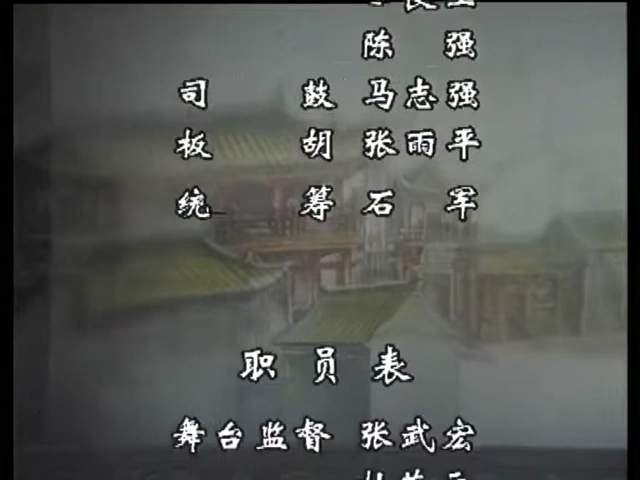 陈 强
司 鼓 马志强
板 胡 张雨平
统 筹 石 军
职 员 表
舞台监督 张武宏